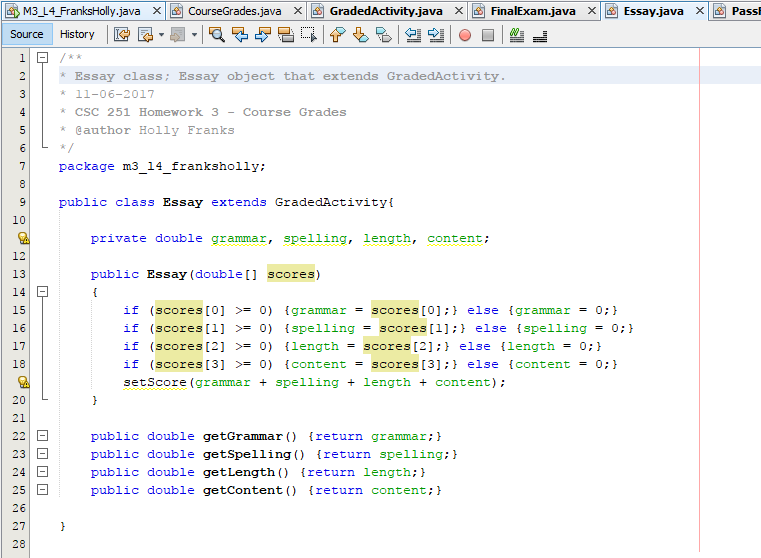 M3_L4_FranksHolly.java CourseGrades.java GradedActivity.java FinalExam.java Essay.java
Source History
1 /**
2 * Essay class; Essay object that extends GradedActivity.
3 * 11-06-2017
4 * CSC 251 Homework 3 - Course Grades
5 * @author Holly Franks
6 */
7 package m3_l4_franksholly;
8
9 public class Essay extends GradedActivity{
10
private double grammar, spelling, length, content;
12
13 public Essay(double[] scores)
14 {
15 if (scores[0] >= 0) {grammar = scores[0];} else {grammar = 0;}
16 if (scores[1] >= 0) {spelling = scores[1];} else {spelling = 0;}
17 if (scores[2] >= 0) {length = scores[2];} else {length = 0;}
18 if (scores[3] >= 0) {content = scores[3];} else {content = 0;}
setScore(grammar + spelling + length + content);
20 }
21
22 public double getGrammar() {return grammar;}
23 public double getSpelling() {return spelling;}
24 public double getLength() {return length;}
25 public double getContent() {return content;}
26
27 }
28